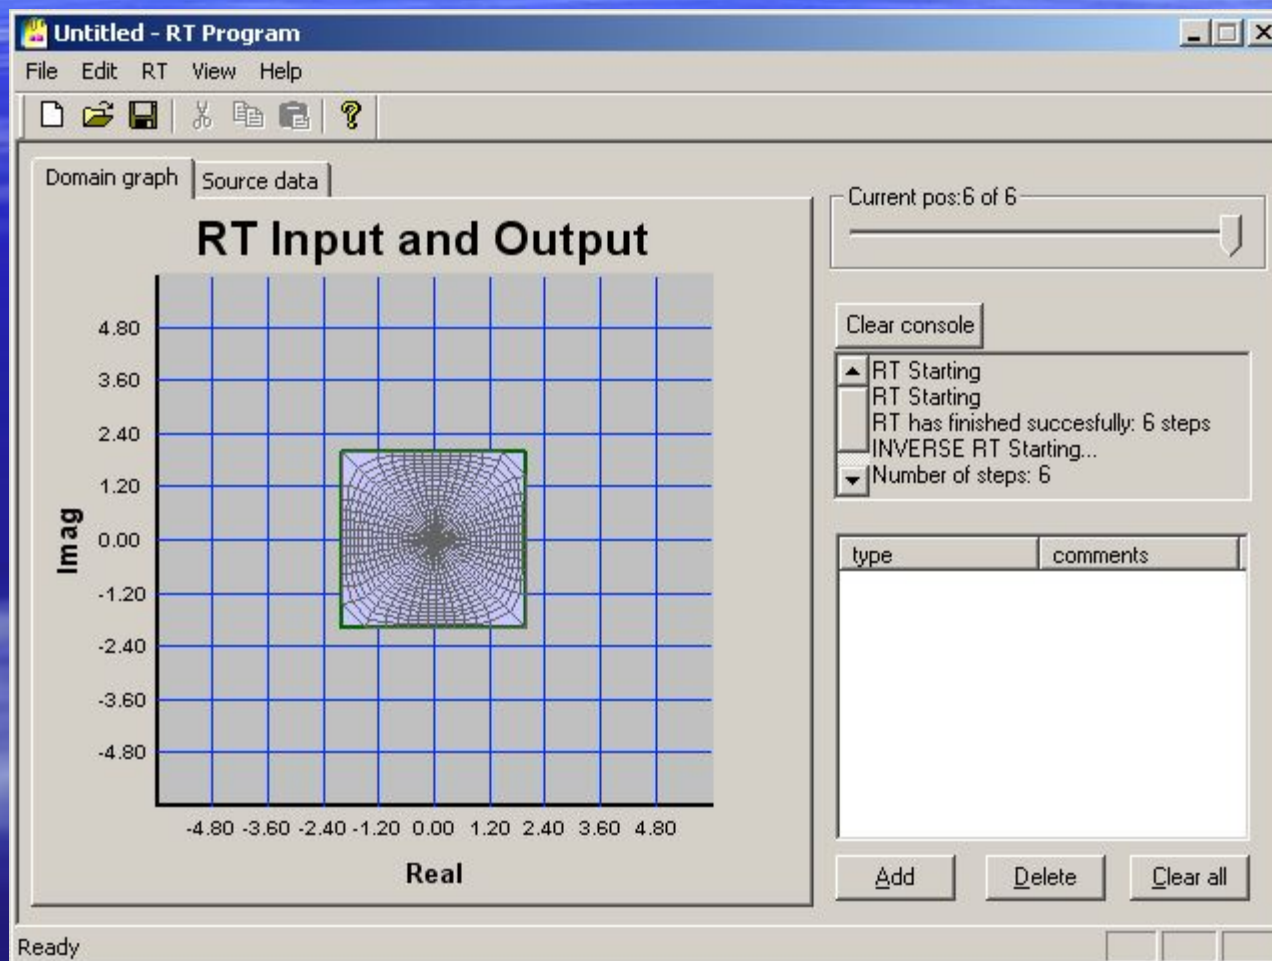 Untitled - RT Program
File Edit RT View Help
Domain graph
Source data
RT Input and Output
4.80
3.60
2.40
1.20
0.00
-1.20
-2.40
-3.60
-4.80
Imag
-4.80 -3.60 -2.40 -1.20 0.00 1.20 2.40 3.60 4.80
Real
Current pos:6 of 6
Clear console
RT Starting
RT Starting
RT has finished succesfully: 6 steps
INVERSE RT Starting...
Number of steps: 6
type comments
Add Delete Clear all
Ready